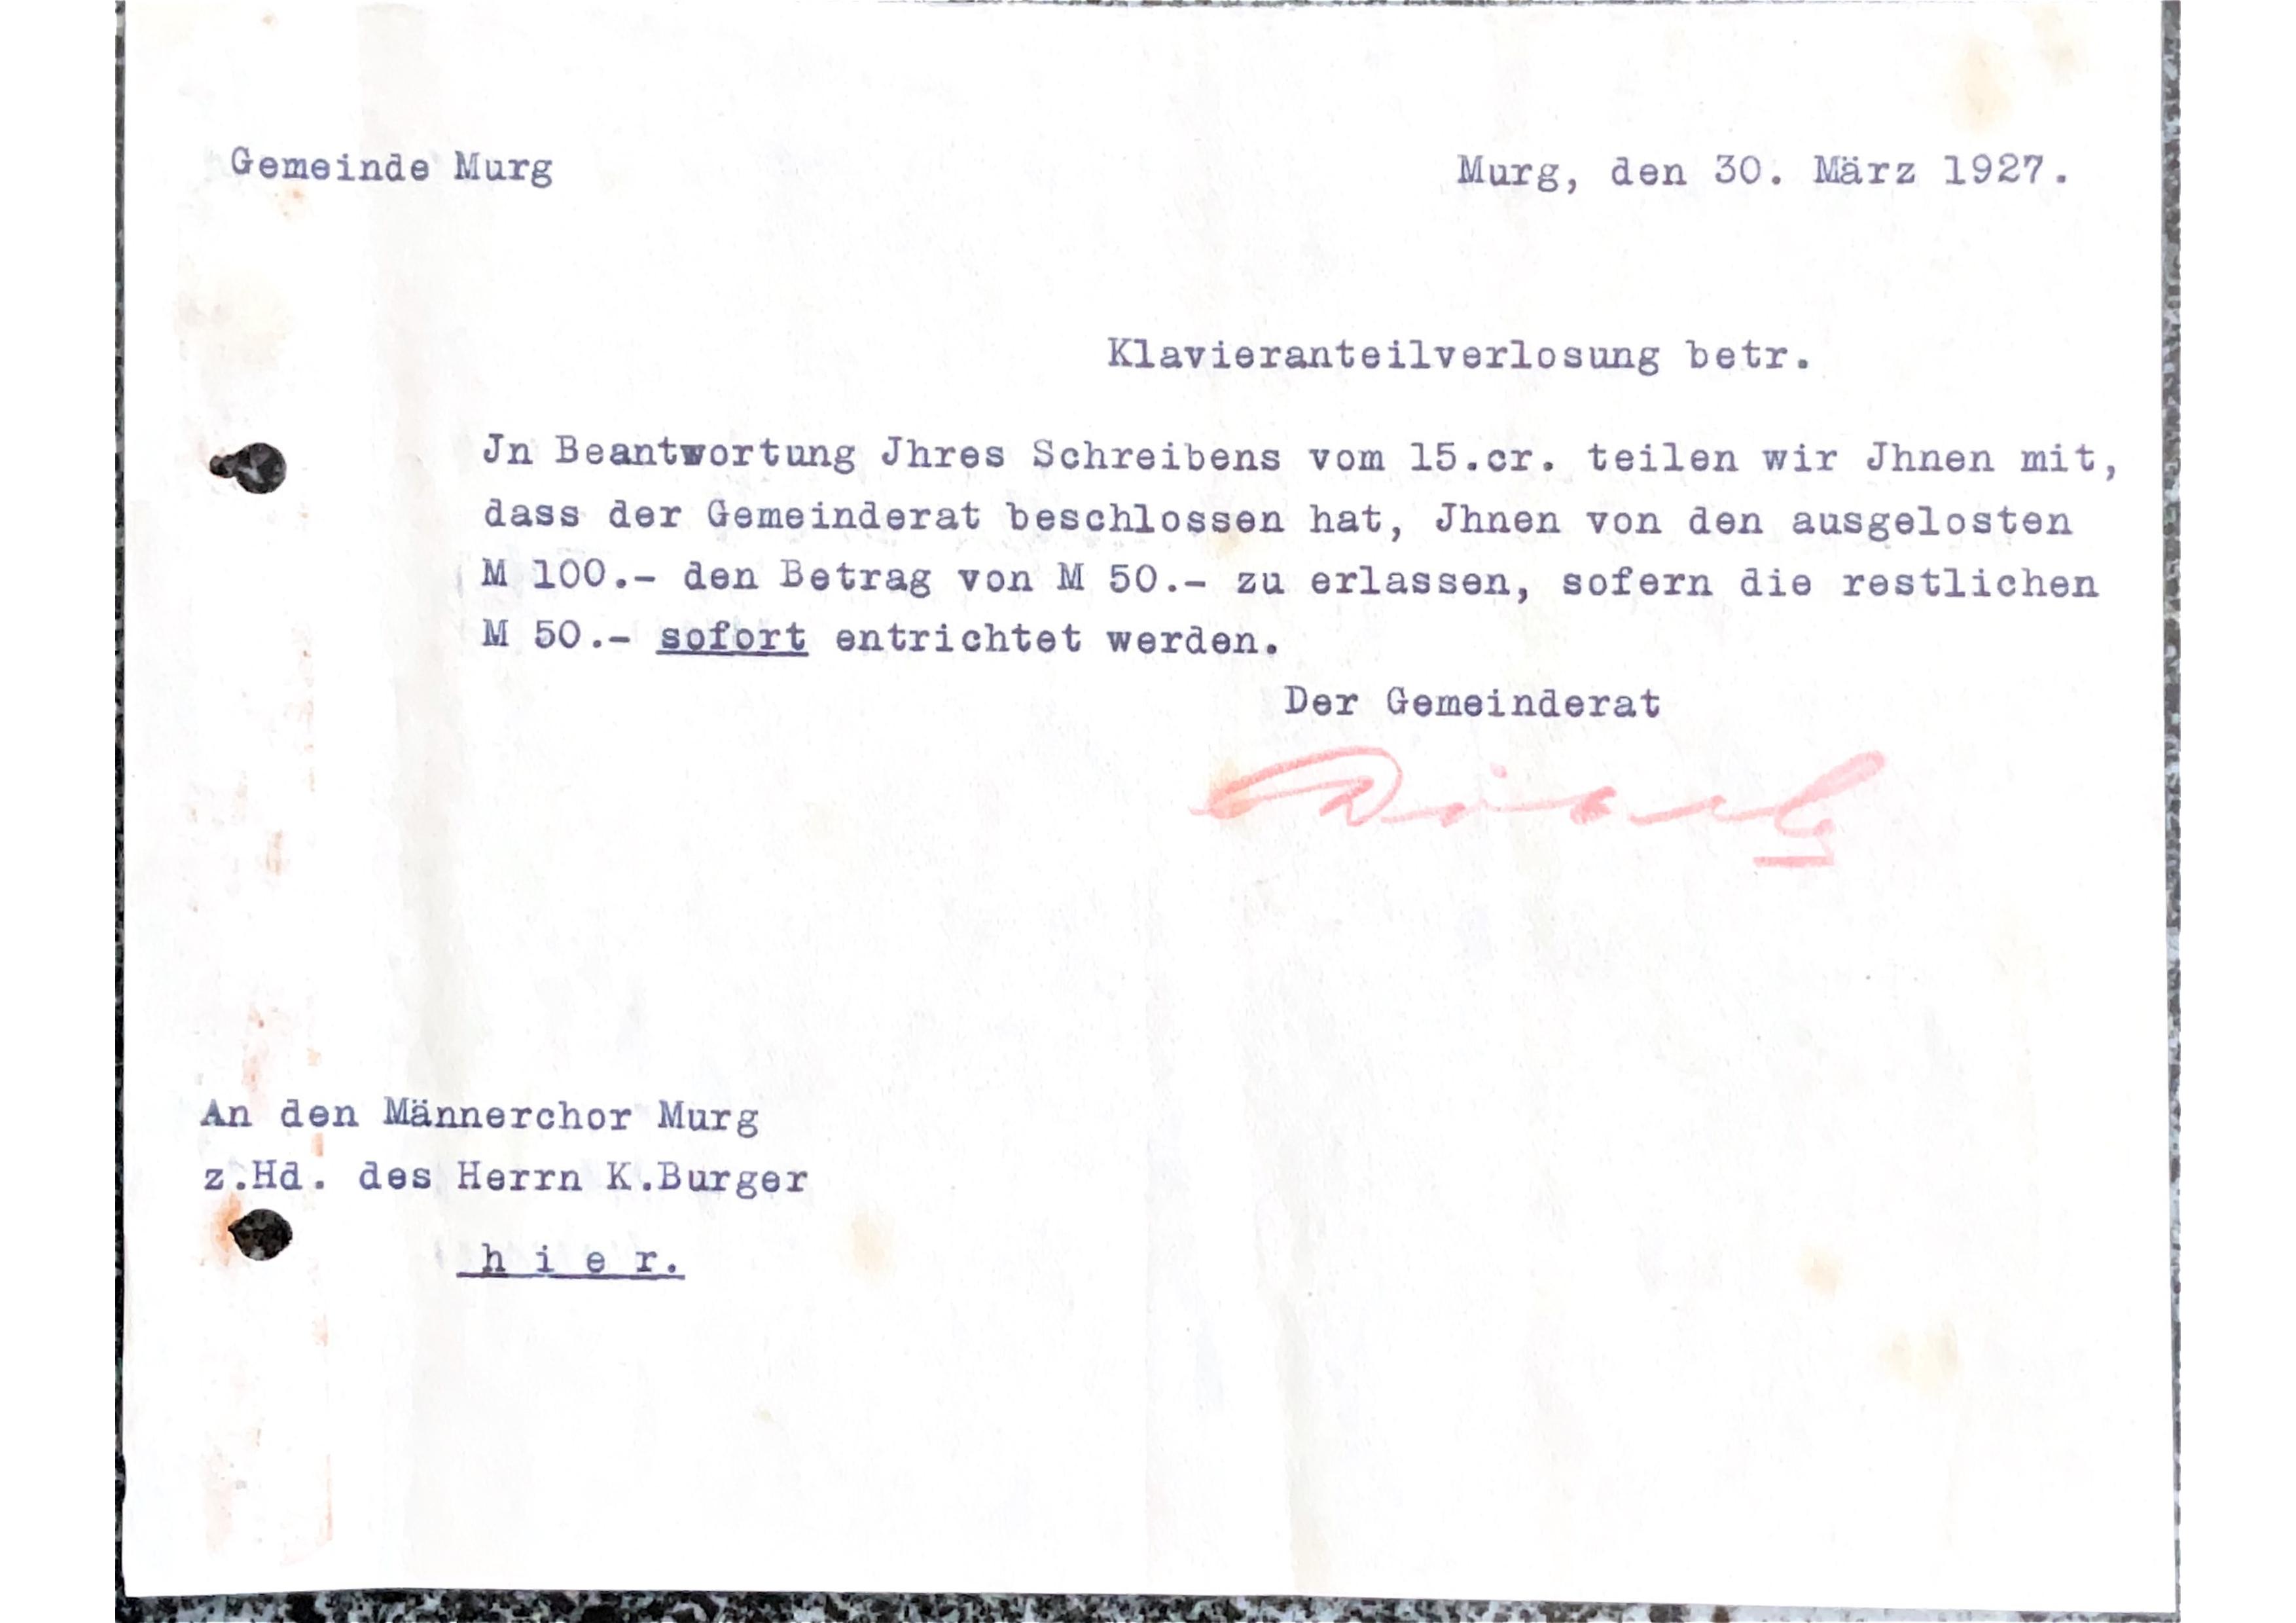 Gemeinde Murg
Murg, den 30. März 1927.
Klavieranteilverlosung betr.
Jn Beantwortung Jhres Schreibens vom 15.cr. teilen wir Jhnen mit,
dass der Gemeinderat beschlossen hat, Jhnen von den ausgelosten
M 100.- den Betrag von M 50.- zu erlassen, sofern die restlichen
M 50.- sofort entrichtet werden.
Der Gemeinderat
An den Männerchor Murg
z.Hd. des Herrn K.Burger
h i e r.